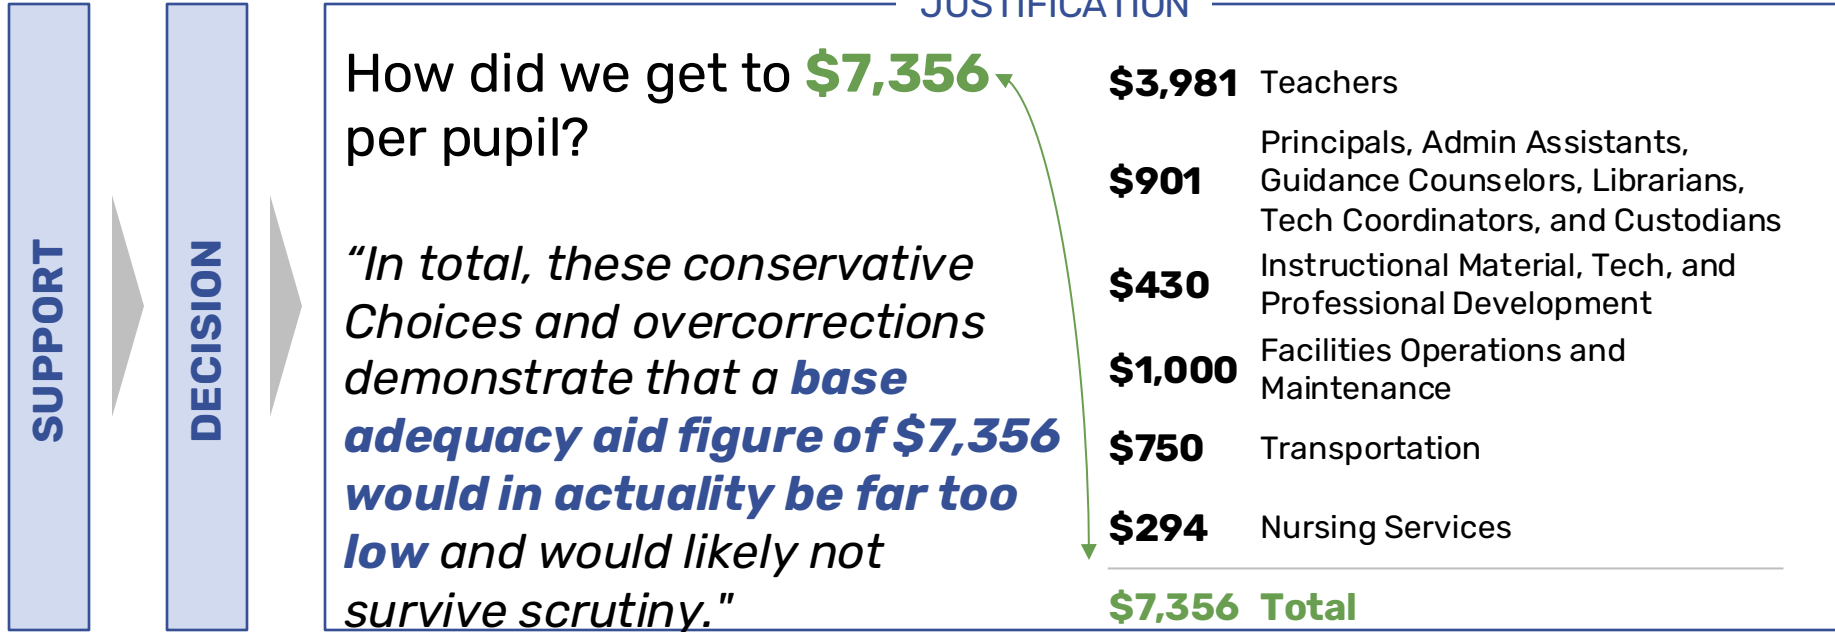 JUSTIFICATION
SUPPORT
DECISION
How did we get to $7,356
per pupil?
“In total, these conservative
Choices and overcorrections
demonstrate that a base
adequacy aid figure of $7,356
would in actuality be far too
low and would likely not
survive scrutiny."
$3,981 Teachers
Principals, Admin Assistants,
$901 Guidance Counselors, Librarians,
Tech Coordinators, and Custodians
$430 Instructional Material, Tech, and
Professional Development
$1,000 Facilities Operations and
Maintenance
$750 Transportation
$294 Nursing Services
$7,356 Total